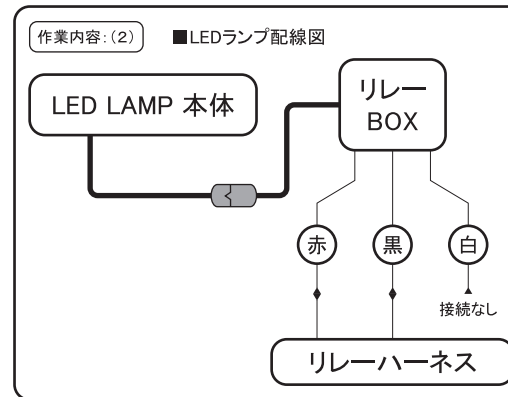 作業内容:(2)
■LEDランプ配線図
LED LAMP 本体
リレー
BOX
赤
黒
白
接続なし
リレーハーネス